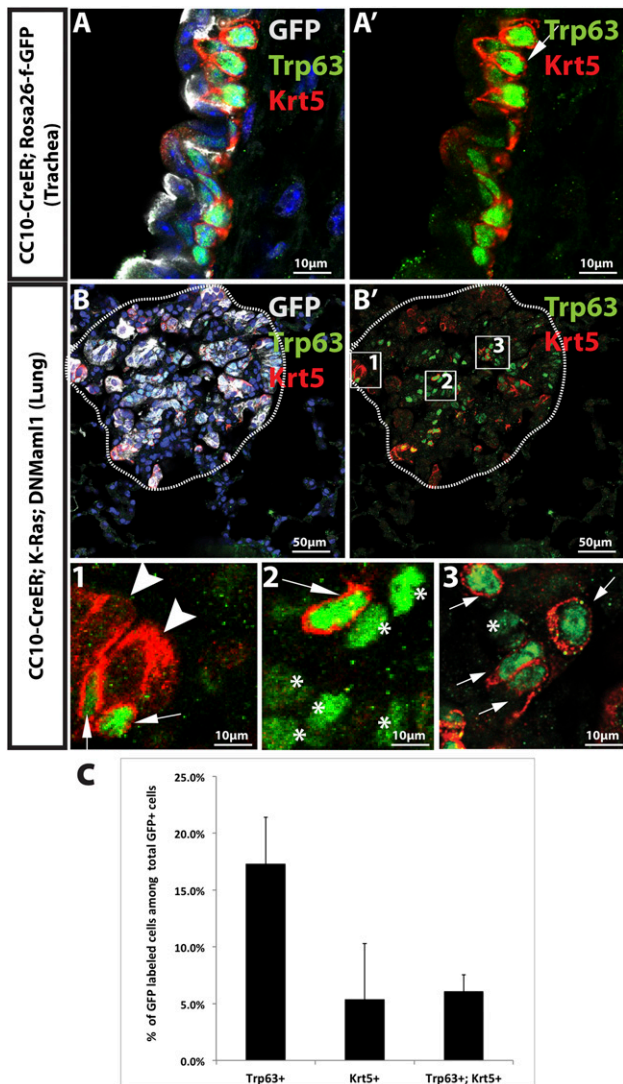 CC10-CreER; Rosa26-f-GFP
(Trachea)
A
GFP
Trp63
Krt5
10µm
A'
Trp63
Krt5
10µm
CC10-CreER; K-Ras; DNMaml1 (Lung)
B
GFP
Trp63
Krt5
50µm
B'
Trp63
Krt5
1
2
3
50µm
1
10µm
2
*
*
*
*
*
*
10µm
3
*
10µm
C
% of GFP labeled cells among total GFP+ cells
25.0%
20.0%
15.0%
10.0%
5.0%
0.0%
Trp63+
Krt5+
Trp63+; Krt5+